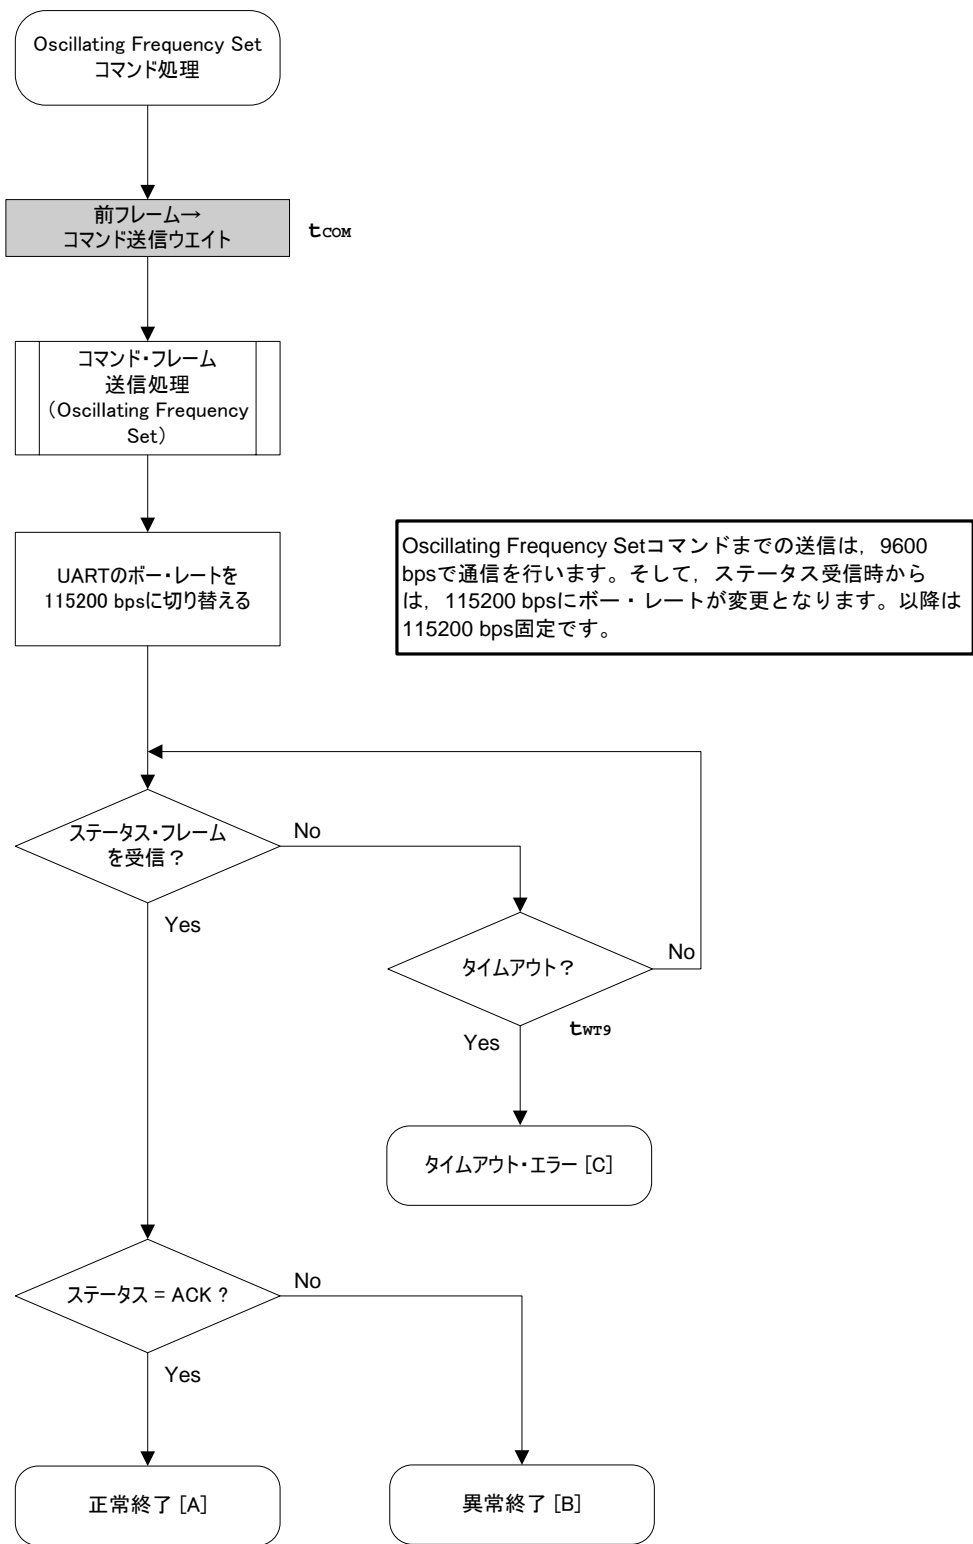 Oscillating Frequency Set
コマンド処理
前フレーム→
コマンド送信ウエイト
tCOM
コマンド・フレーム
送信処理
（Oscillating Frequency
Set）
UARTのボー・レートを
115200 bpsに切り替える
Oscillating Frequency Setコマンドまでの送信は，9600
bpsで通信を行います。そして，ステータス受信時から
は，115200 bpsにボー・レートが変更となります。以降は
115200 bps固定です。
ステータス・フレーム
を受信？
No
Yes
タイムアウト？
No
tWT9
Yes
タイムアウト・エラー [C]
ステータス = ACK ?
No
Yes
正常終了 [A]
異常終了 [B]